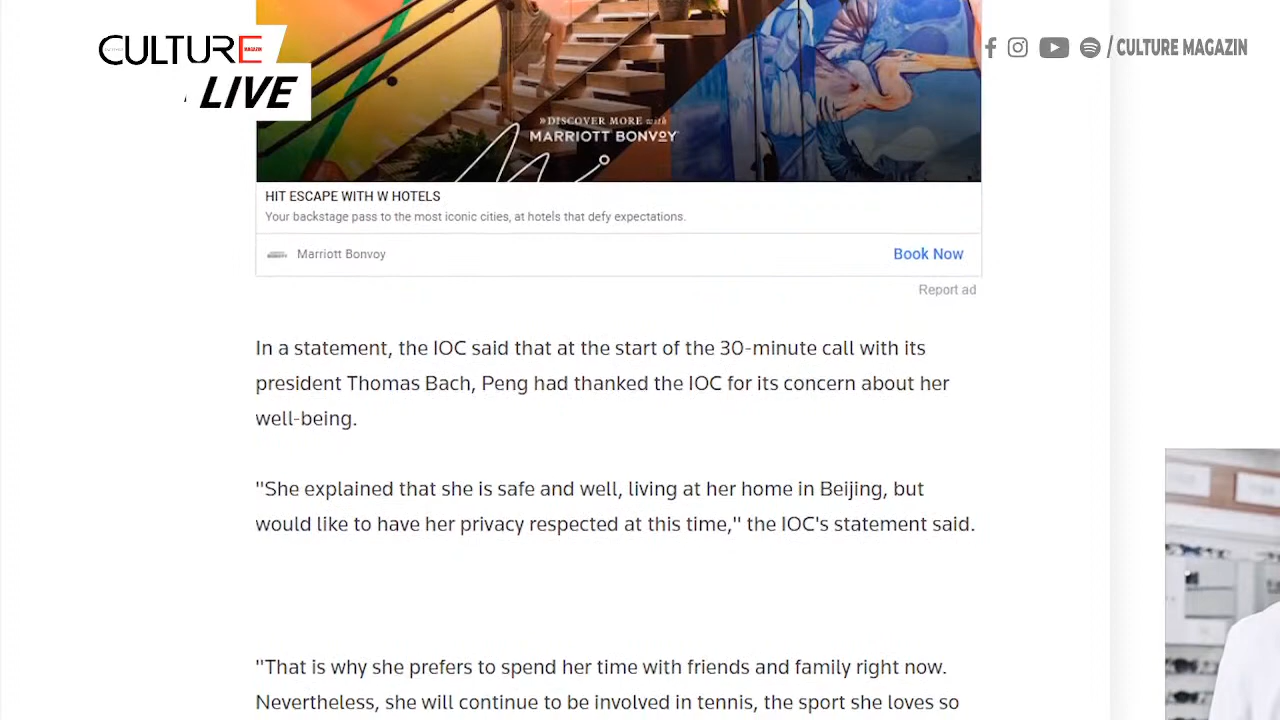 CULTURE
MAGAZIN
LIVE
/ CULTURE MAGAZIN
»DISCOVER MORE with
MARRIOTT BONVOY
HIT ESCAPE WITH W HOTELS
Your backstage pass to the most iconic cities, at hotels that defy expectations.
Marriott Bonvoy
Book Now
Report ad
In a statement, the IOC said that at the start of the 30-minute call with its
president Thomas Bach, Peng had thanked the IOC for its concern about her
well-being.
"She explained that she is safe and well, living at her home in Beijing, but
would like to have her privacy respected at this time," the IOC's statement said.
"That is why she prefers to spend her time with friends and family right now.
Nevertheless, she will continue to be involved in tennis, the sport she loves so